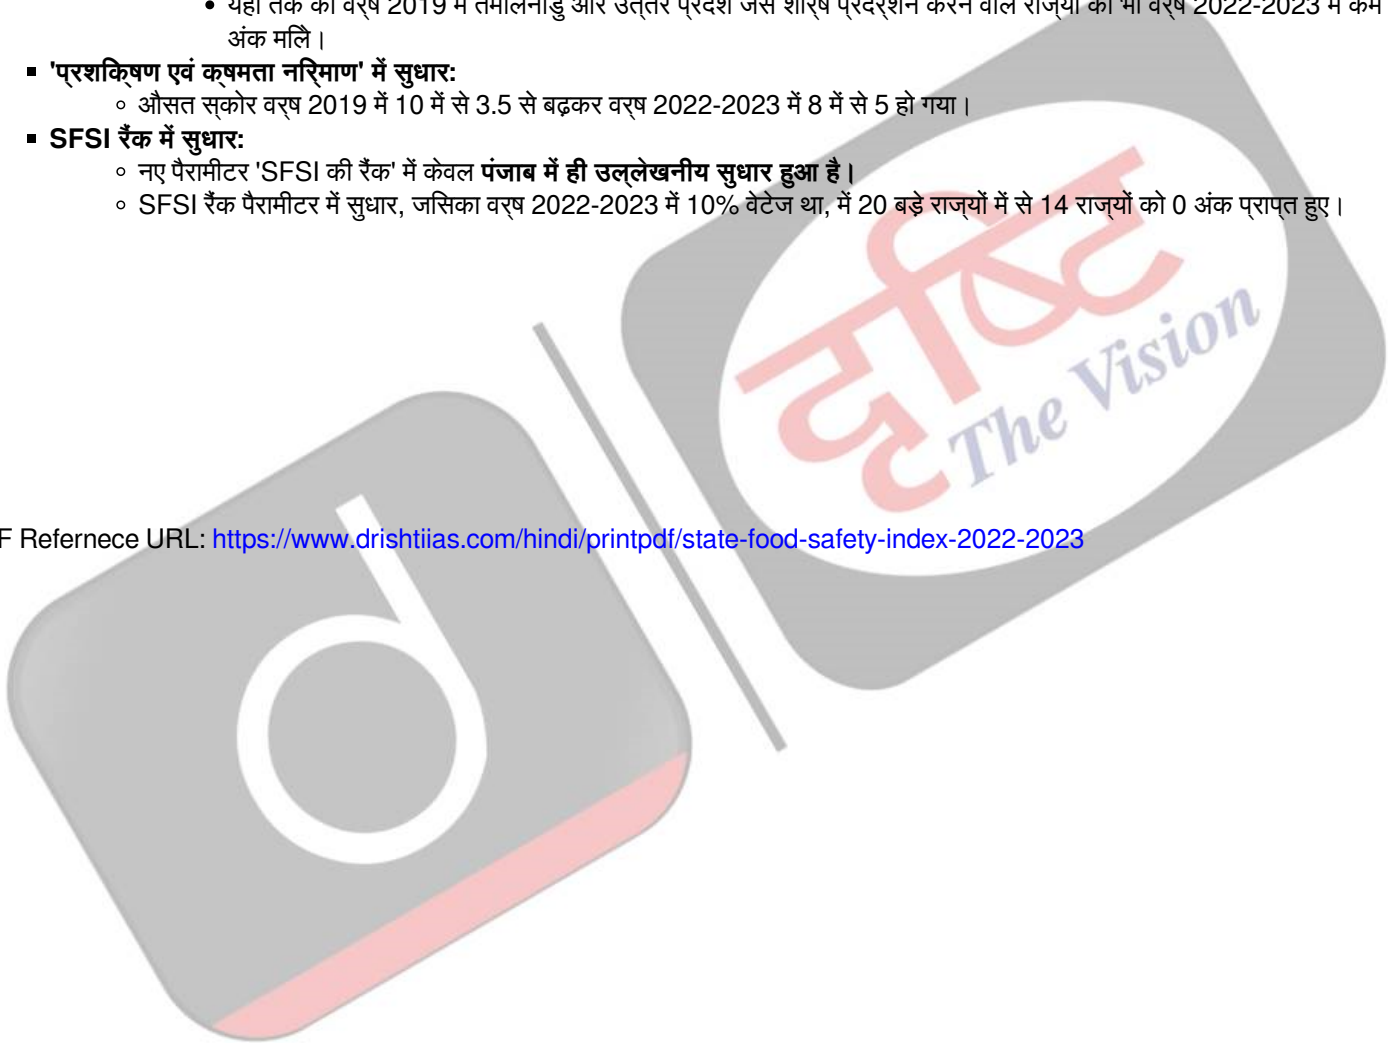 यहाँ तक की वर्ष 2019 में तमिलनाडु और उत्तर प्रदेश जैसे शीर्ष प्रदर्शन करने वाले राज्यों को भी वर्ष 2022-2023 में कम
अंक मिले।
'प्रशिक्षण एवं क्षमता निर्माण' में सुधार:
औसत स्कोर वर्ष 2019 में 10 में से 3.5 से बढ़कर वर्ष 2022-2023 में 8 में से 5 हो गया।
SFSI रैंक में सुधार:
नए पैरामीटर 'SFSI की रैंक' में केवल पंजाब में ही उल्लेखनीय सुधार हुआ है।
SFSI रैंक पैरामीटर में सुधार, जिसका वर्ष 2022-2023 में 10% वेटेज था, में 20 बड़े राज्यों में से 14 राज्यों को 0 अंक प्राप्त हुए।
दृष्टि
The Vision
F Refernece URL: https://www.drishtiias.com/hindi/printpdf/state-food-safety-index-2022-2023
d